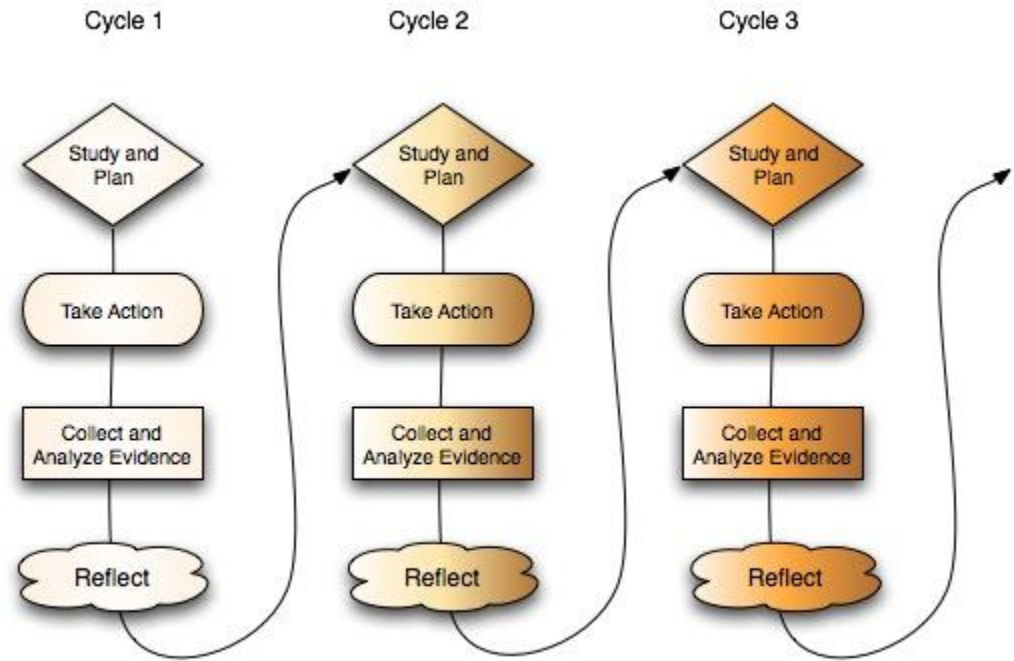 Cycle 1
Study and
Plan
Take Action
Collect and
Analyze Evidence
Reflect
Cycle 2
Study and
Plan
Take Action
Collect and
Analyze Evidence
Reflect
Cycle 3
Study and
Plan
Take Action
Collect and
Analyze Evidence
Reflect